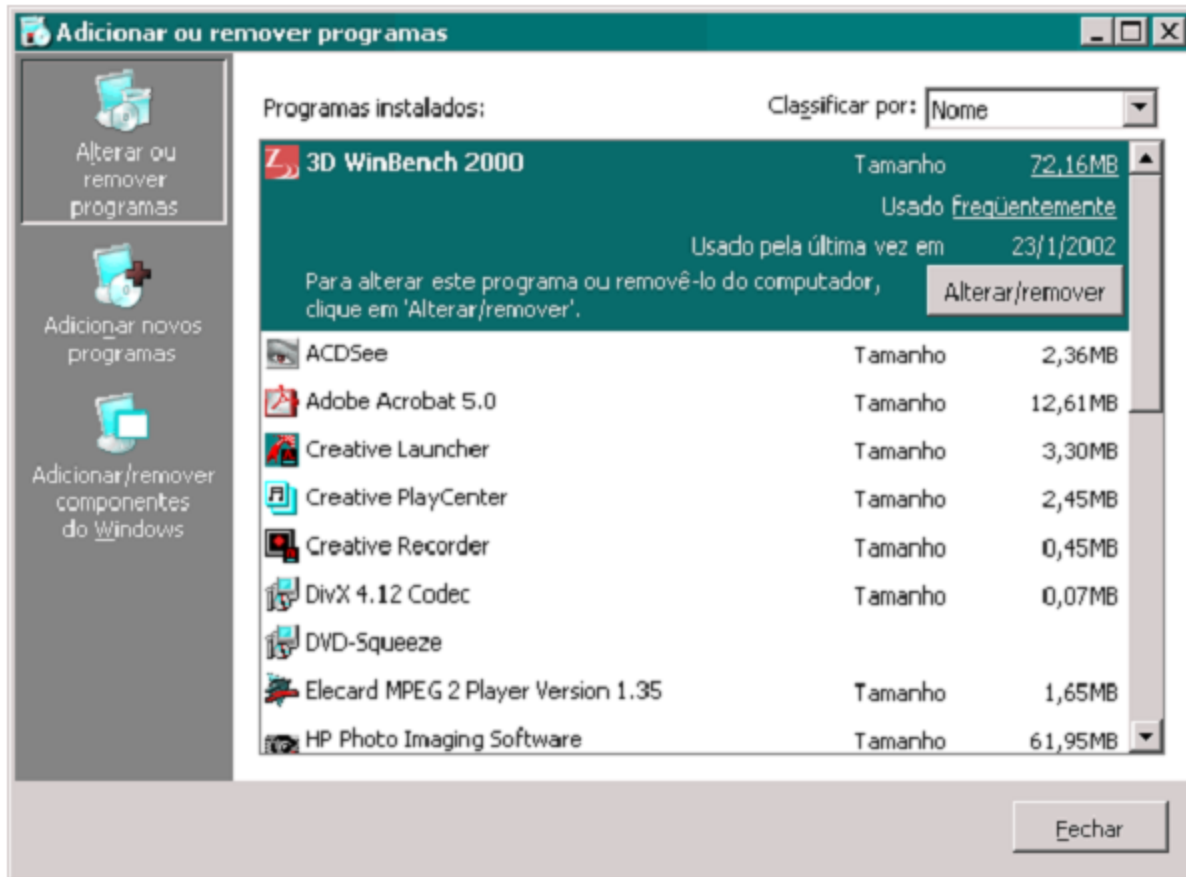 Adicionar ou remover programas
Alterar ou
remover
programas
Adicionar novos
programas
Adicionar/remover
componentes
do Windows
Programas instalados:
Classificar por: Nome
3D WinBench 2000 Tamanho 72,16MB
Usado freqüentemente
Usado pela última vez em 23/1/2002
Para alterar este programa ou removê-lo do computador,
clique em 'Alterar/remover'.
Alterar/remover
ACDSee Tamanho 2,36MB
Adobe Acrobat 5.0 Tamanho 12,61MB
Creative Launcher Tamanho 3,30MB
Creative PlayCenter Tamanho 2,45MB
Creative Recorder Tamanho 0,45MB
DivX 4.12 Codec Tamanho 0,07MB
DVD-Squeeze
Elecard MPEG 2 Player Version 1.35 Tamanho 1,65MB
HP Photo Imaging Software Tamanho 61,95MB
Fechar